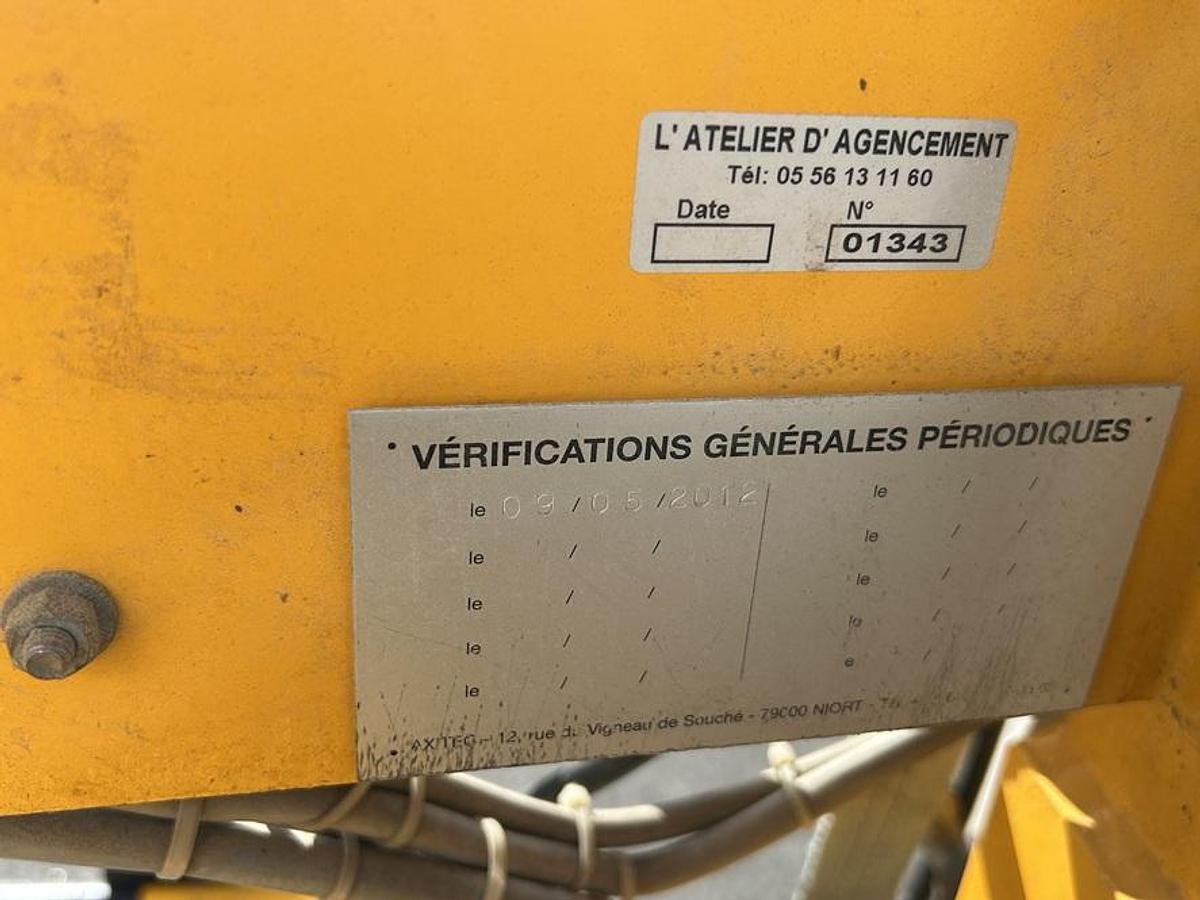 L' ATELIER D' AGENCEMENT
Tél: 05 56 13 11 60
Date N°
01343
VÉRIFICATIONS GÉNÉRALES PÉRIODIQUES
le 09/05/2012 le / /
le / / le / /
le / / le / /
le / / le / /
le / / e /
AXITEC - 12, rue du Vigneau de Souché - 79000 NIORT -